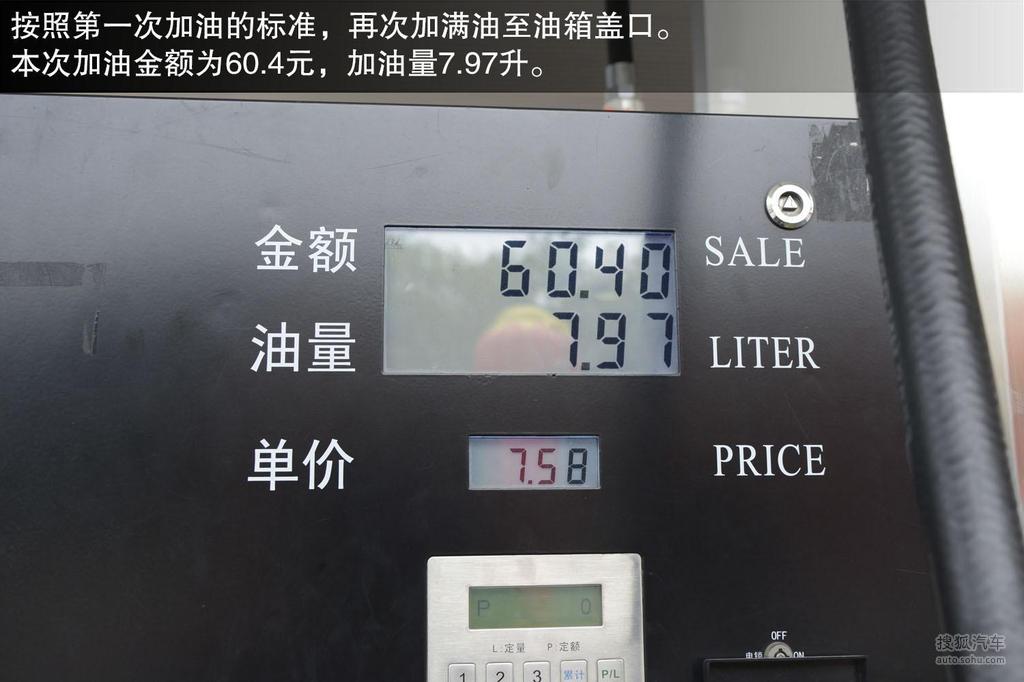 按照第一次加油的标准，再次加满油至油箱盖口。
本次加油金额为60.4元，加油量7.97升。
金额 60.40 SALE
油量 7.97 LITER
单价 7.58 PRICE
P 0
L:定量 P:定额
1 2 3 累计 P/L
OFF
电锁 ON
搜狐汽车
auto.sohu.com